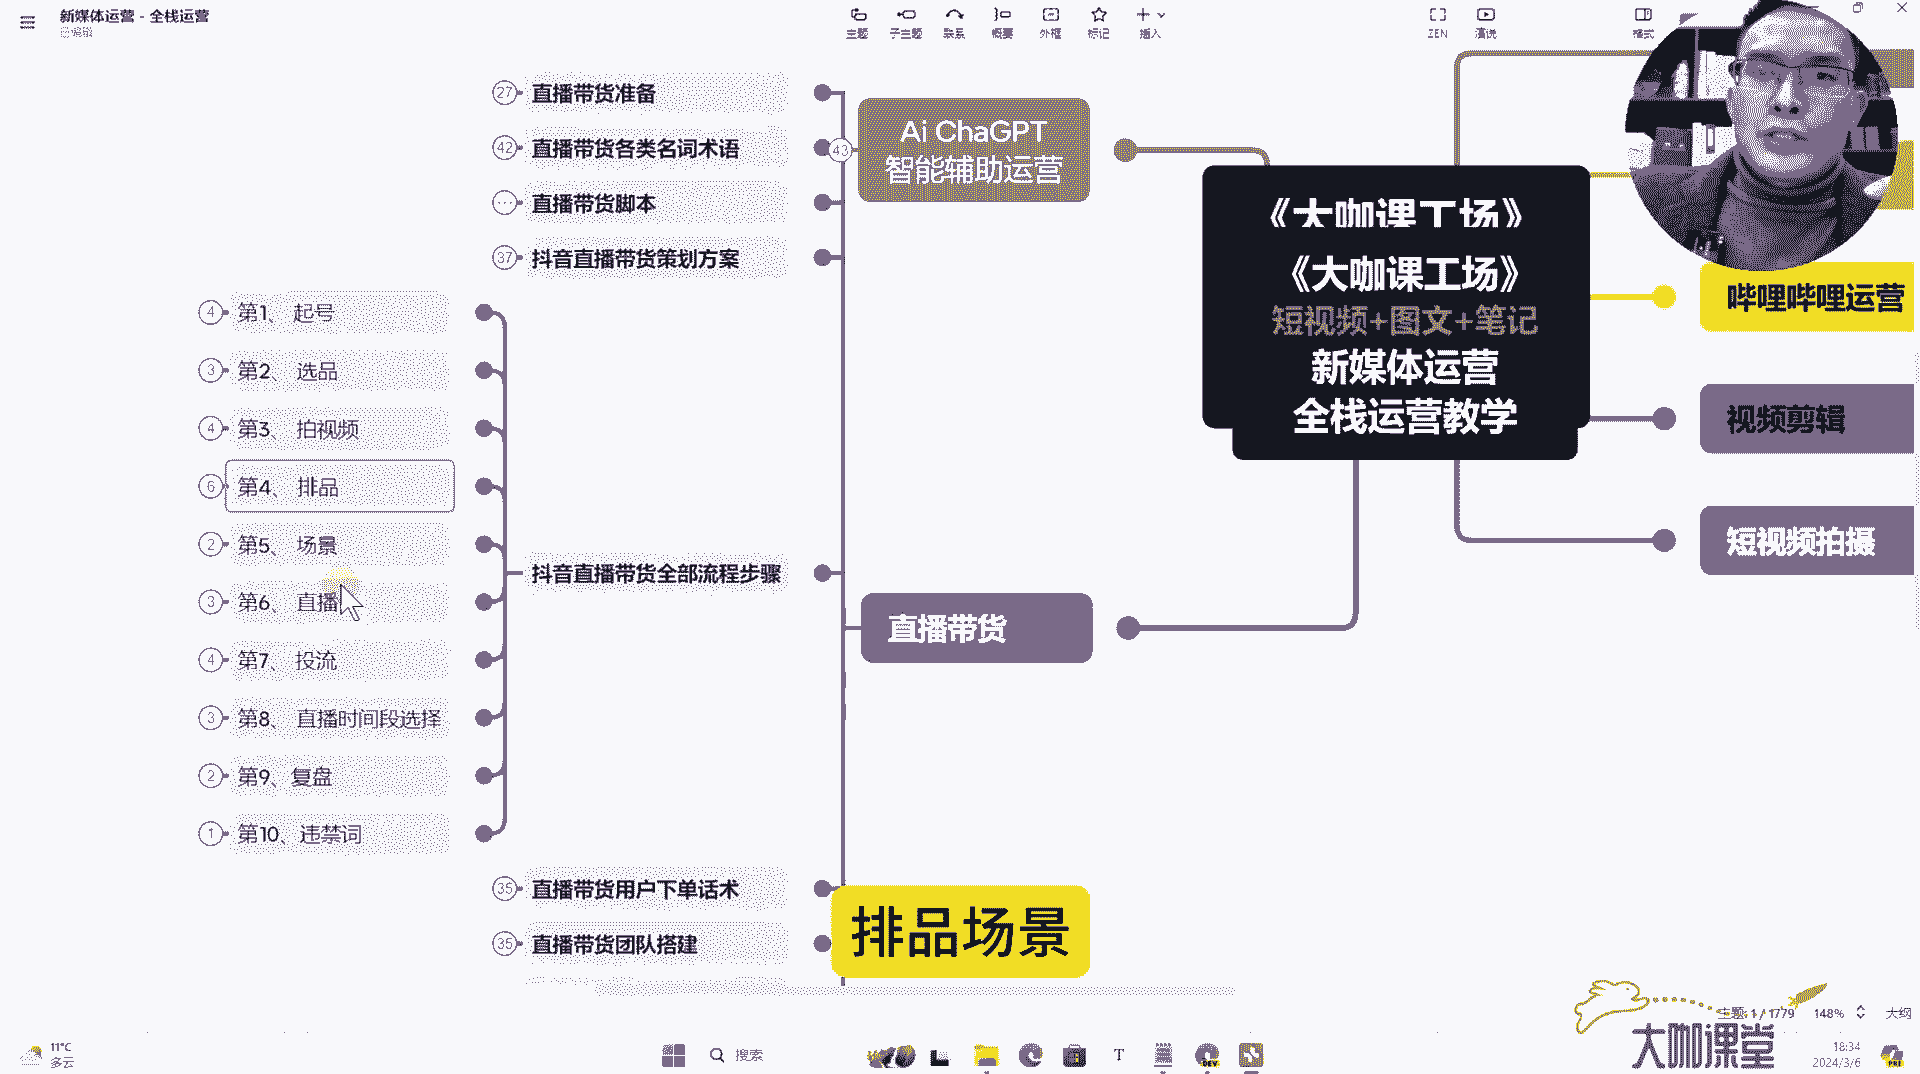 新媒体运营 - 全栈运营
已编辑
主题
子主题
联系
概要
外框
标记
插入
ZEN
演说
格式
27
直播带货准备
42
直播带货各类名词术语
直播带货脚本
37
抖音直播带货策划方案
43
Ai ChaGPT
智能辅助运营
《大咖课工场》
《大咖课工场》
短视频+图文+笔记
新媒体运营
全栈运营教学
哔哩哔哩运营
视频剪辑
短视频拍摄
4
第1、 起号
3
第2、 选品
4
第3、 拍视频
6
第4、 排品
2
第5、 场景
3
第6、 直播
4
第7、 投流
3
第8、 直播时间段选择
2
第9、复盘
1
第10、违禁词
抖音直播带货全部流程步骤
直播带货
35
直播带货用户下单话术
35
直播带货团队搭建
排品场景
主题: 1 / 1779
148%
大纲
大咖课堂
11°C
多云
搜索
T
DEV
18:34
2024/3/6
PRE